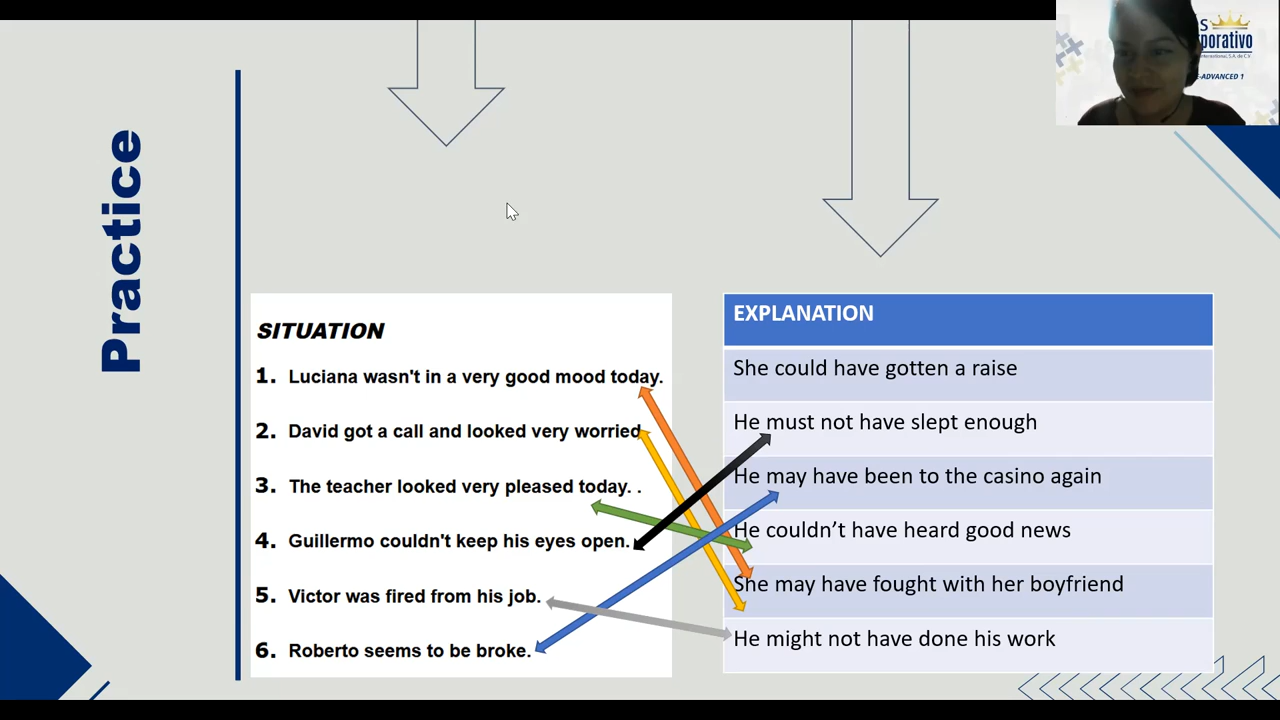 Practice
SITUATION
1. Luciana wasn't in a very good mood today.
2. David got a call and looked very worried
3. The teacher looked very pleased today. .
4. Guillermo couldn't keep his eyes open.
5. Victor was fired from his job.
6. Roberto seems to be broke.
EXPLANATION
She could have gotten a raise
He must not have slept enough
He may have been to the casino again
He couldn’t have heard good news
She may have fought with her boyfriend
He might not have done his work